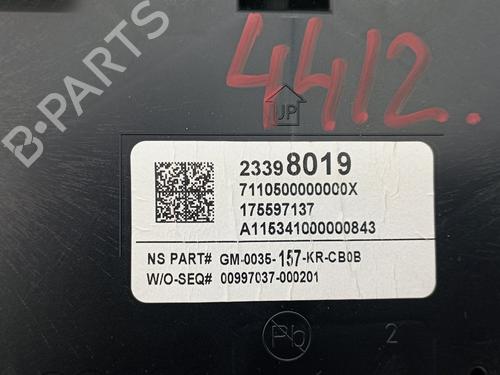 B-PARTS
4412.
UP
23398019
7110500000000X
175597137
A115341000000843
NS PART# GM-0035-157-KR-CB0B
W/O-SEQ# 00997037-000201
Pb
2